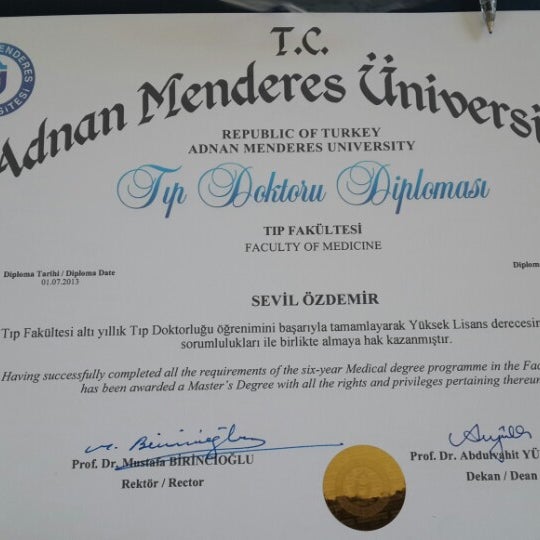 T.C.
Adnan Menderes Üniversi
REPUBLIC OF TURKEY
ADNAN MENDERES UNIVERSITY
Tıp Doktoru Diploması
TIP FAKÜLTESİ
FACULTY OF MEDICINE
Diploma Tarihi / Diploma Date
01.07.2013
Diplom
SEVİL ÖZDEMİR
Tıp Fakültesi altı yıllık Tıp Doktorluğu öğrenimini başarıyla tamamlayarak Yüksek Lisans derecesin
sorumlulukları ile birlikte almaya hak kazanmıştır.
Having successfully completed all the requirements of the six-year Medical degree programme in the Fac
has been awarded a Master's Degree with all the rights and privileges pertaining thereun
Prof. Dr. Mustafa BİRİNCİOĞLU
Rektör / Rector
Prof. Dr. Abdulvahit YÜ
Dekan / Dean